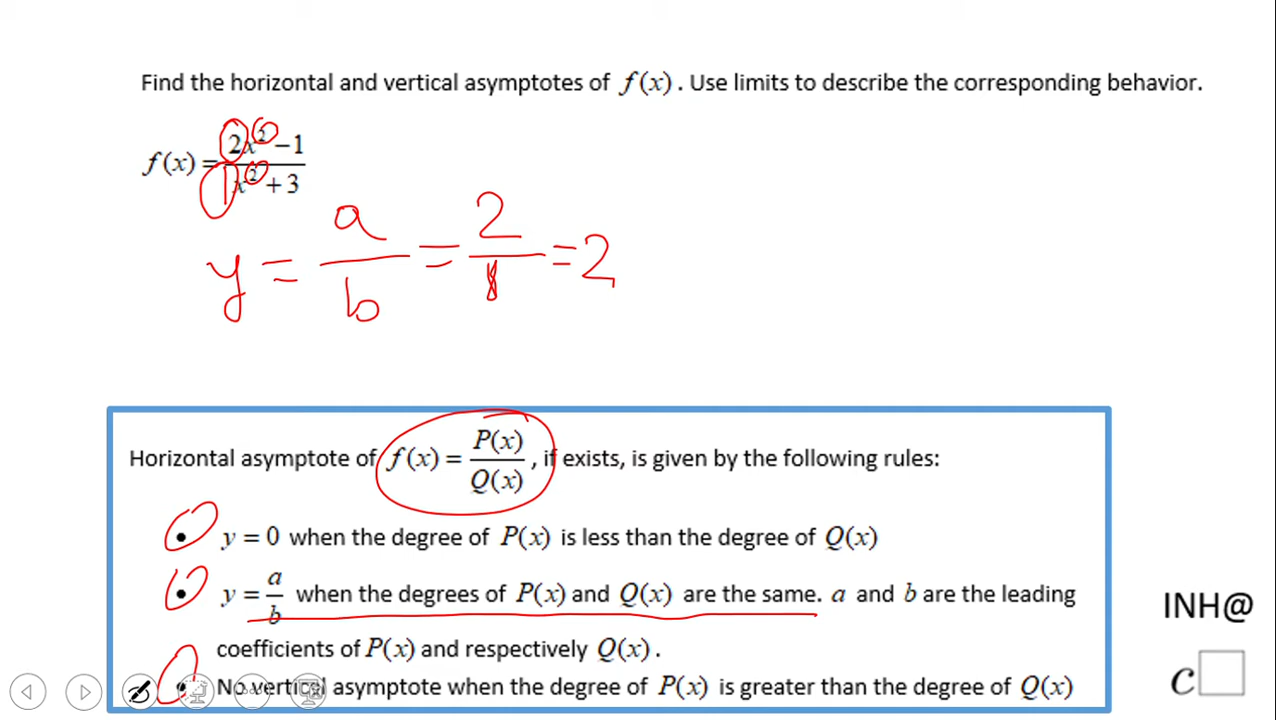 Find the horizontal and vertical asymptotes of f(x). Use limits to describe the corresponding behavior.
f(x) = (2x² − 1) / (1x² + 3)
y = a/b = 2/1 = 2
Horizontal asymptote of f(x) = P(x)/Q(x), if exists, is given by the following rules:
• y = 0 when the degree of P(x) is less than the degree of Q(x)
• y = a/b when the degrees of P(x) and Q(x) are the same. a and b are the leading
coefficients of P(x) and respectively Q(x).
• No vertical asymptote when the degree of P(x) is greater than the degree of Q(x)
INH@
c